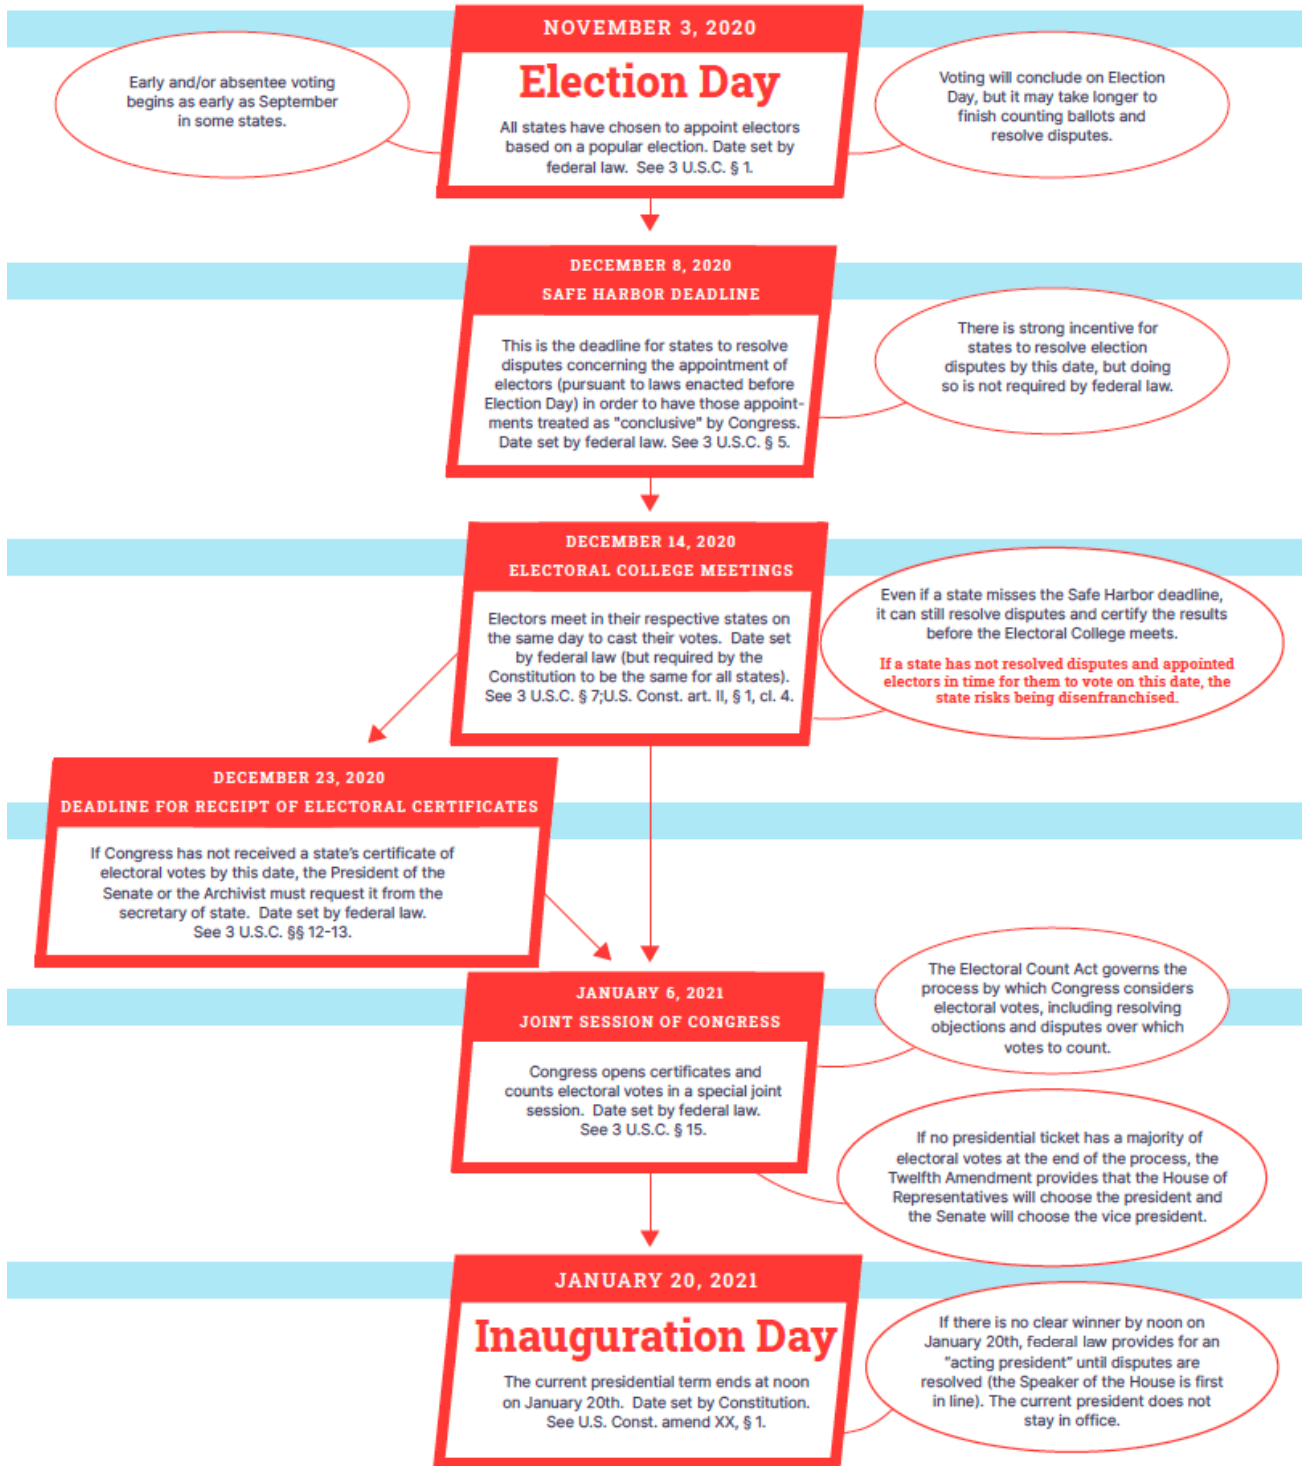 NOVEMBER 3, 2020
Election Day
All states have chosen to appoint electors
based on a popular election. Date set by
federal law. See 3 U.S.C. § 1.
Early and/or absentee voting
begins as early as September
in some states.
Voting will conclude on Election
Day, but it may take longer to
finish counting ballots and
resolve disputes.
DECEMBER 8, 2020
SAFE HARBOR DEADLINE
This is the deadline for states to resolve
disputes concerning the appointment of
electors (pursuant to laws enacted before
Election Day) in order to have those appoint-
ments treated as "conclusive" by Congress.
Date set by federal law. See 3 U.S.C. § 5.
There is strong incentive for
states to resolve election
disputes by this date, but doing
so is not required by federal law.
DECEMBER 14, 2020
ELECTORAL COLLEGE MEETINGS
Electors meet in their respective states on
the same day to cast their votes. Date set
by federal law (but required by the
Constitution to be the same for all states).
See 3 U.S.C. § 7;U.S. Const. art. II, § 1, cl. 4.
Even if a state misses the Safe Harbor deadline,
it can still resolve disputes and certify the results
before the Electoral College meets.
If a state has not resolved disputes and appointed
electors in time for them to vote on this date, the
state risks being disenfranchised.
DECEMBER 23, 2020
DEADLINE FOR RECEIPT OF ELECTORAL CERTIFICATES
If Congress has not received a state's certificate of
electoral votes by this date, the President of the
Senate or the Archivist must request it from the
secretary of state. Date set by federal law.
See 3 U.S.C. §§ 12-13.
JANUARY 6, 2021
JOINT SESSION OF CONGRESS
Congress opens certificates and
counts electoral votes in a special joint
session. Date set by federal law.
See 3 U.S.C. § 15.
The Electoral Count Act governs the
process by which Congress considers
electoral votes, including resolving
objections and disputes over which
votes to count.
If no presidential ticket has a majority of
electoral votes at the end of the process, the
Twelfth Amendment provides that the House of
Representatives will choose the president and
the Senate will choose the vice president.
JANUARY 20, 2021
Inauguration Day
The current presidential term ends at noon
on January 20th. Date set by Constitution.
See U.S. Const. amend XX, § 1.
If there is no clear winner by noon on
January 20th, federal law provides for an
"acting president" until disputes are
resolved (the Speaker of the House is first
in line). The current president does not
stay in office.